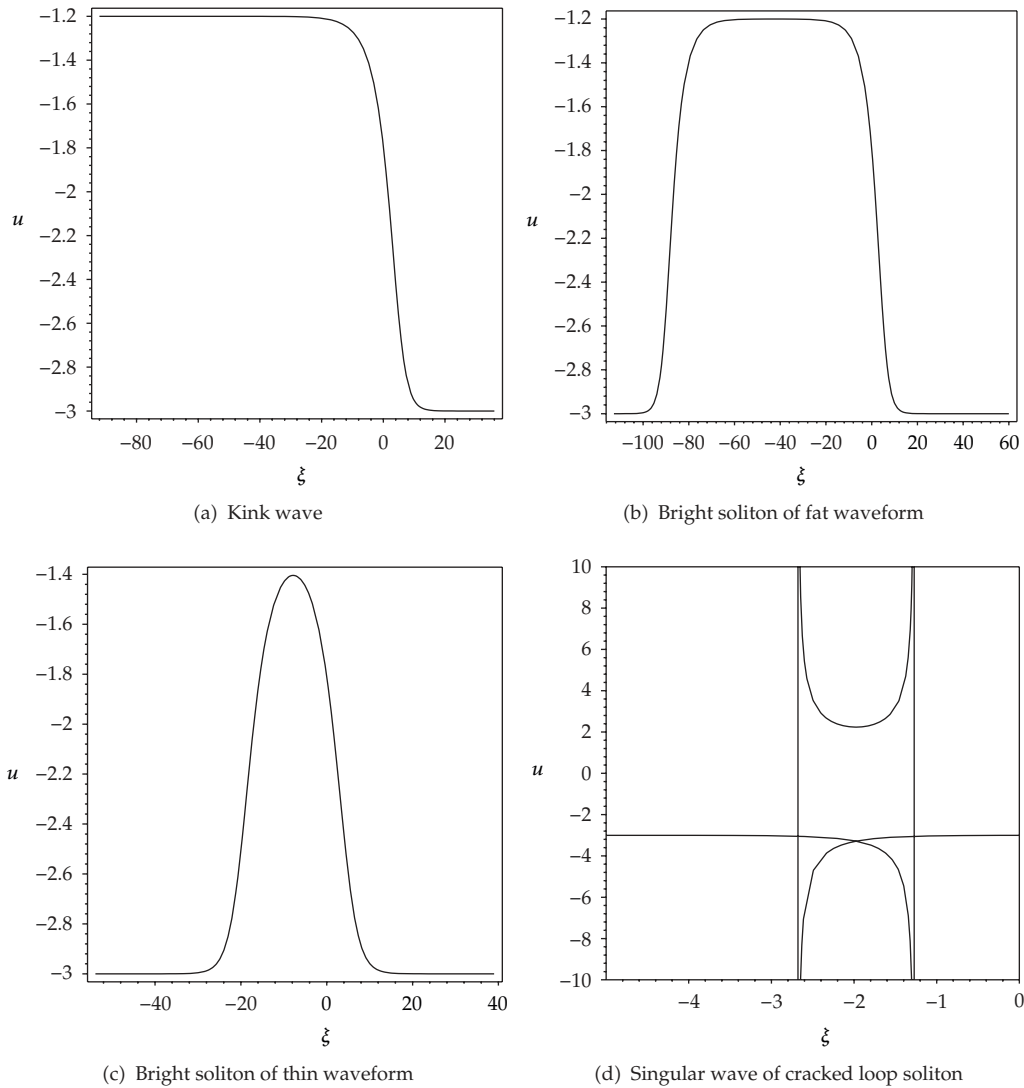 −1.2
−1.4
−1.6
−1.8
−2
u
−2.2
−2.4
−2.6
−2.8
−3
−80 −60 −40 −20 0 20
ξ
(a) Kink wave
−1.2
−1.4
−1.6
−1.8
−2
u
−2.2
−2.4
−2.6
−2.8
−3
−100 −80 −60 −40 −20 0 20 40 60
ξ
(b) Bright soliton of fat waveform
−1.4
−1.6
−1.8
−2
u
−2.2
−2.4
−2.6
−2.8
−3
−40 −20 0 20 40
ξ
(c) Bright soliton of thin waveform
10
8
6
4
2
u
0
−2
−4
−6
−8
−10
−4 −3 −2 −1 0
ξ
(d) Singular wave of cracked loop soliton